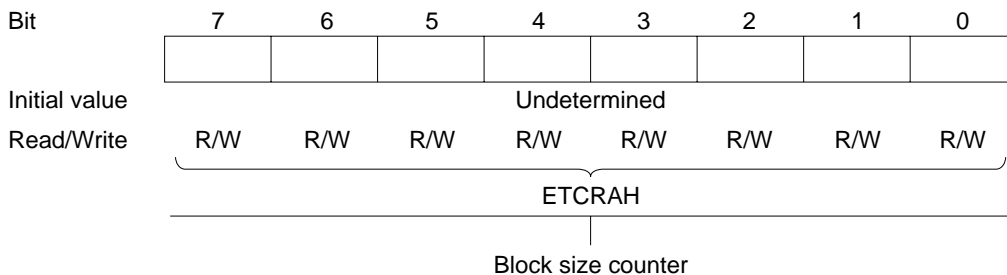 Bit 7 6 5 4 3 2 1 0
Initial value Undetermined
Read/Write R/W R/W R/W R/W R/W R/W R/W R/W
ETCRAH
Block size counter